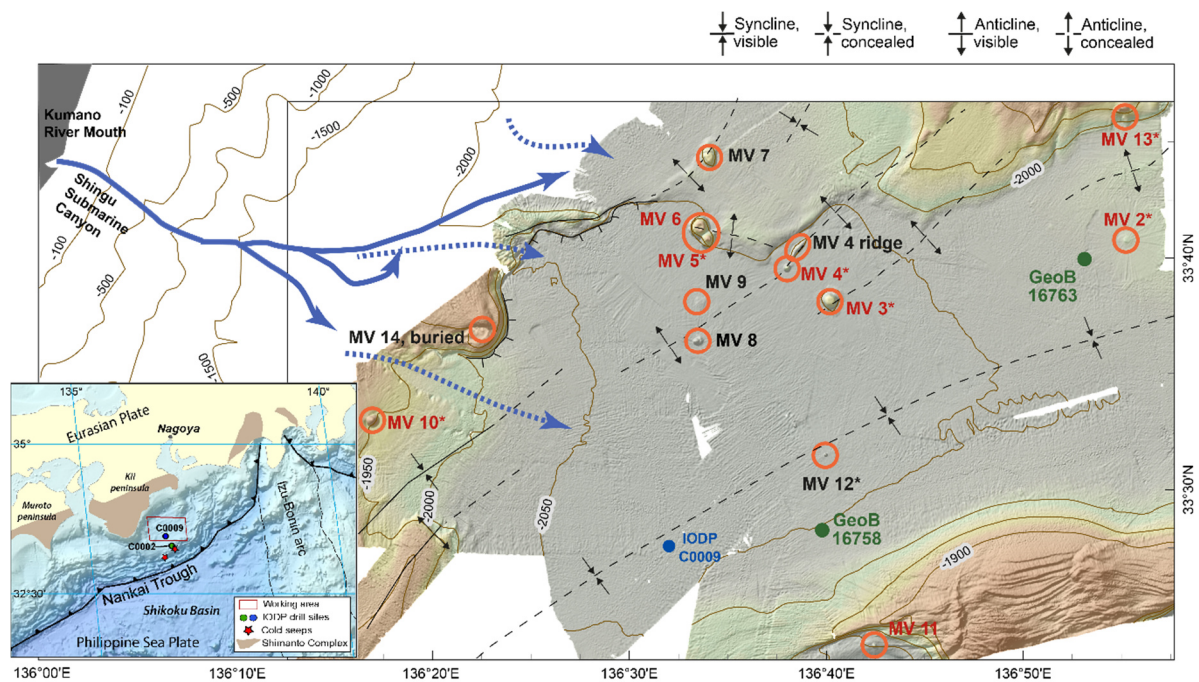 Syncline,
visible
Syncline,
concealed
Anticline,
visible
Anticline,
concealed
Kumano
River Mouth
-100
-500
-1000
-1500
-2000
Shingu
Submarine
Canyon
-100
-500
-1500
MV 7
MV 13*
-2000
MV 6
MV 5*
MV 4 ridge
MV 4*
MV 2*
GeoB
16763
MV 9
MV 3*
MV 8
MV 14, buried
MV 10*
-1950
-2000
-2050
MV 12*
GeoB
16758
IODP
C0009
-1900
MV 11
33°40'N
33°30'N
135°
140°
Eurasian Plate
Nagoya
35°
Kii
peninsula
Muroto
peninsula
Izu-Bonin arc
C0009
C0002
Nankai Trough
32°30'
Shikoku Basin
Philippine Sea Plate
Working area
IODP drill sites
Cold seeps
Shimanto Complex
136°00'E
136°10'E
136°20'E
136°30'E
136°40'E
136°50'E